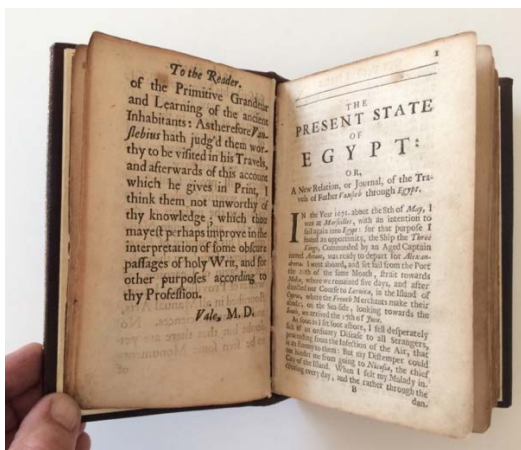 To the Reader.
of the Primitive Grandeur
and Learning of the ancient
Inhabitants: As therefore Van-
slebius hath judg'd them wor-
thy to be visited in his Travels,
and afterwards of this account
which he gives in Print, I
think them not unworthy of
thy knowledge; which thou
mayest perhaps improve in the
interpretation of some obscure
passages of holy Writ, and for
other purposes according to
thy Profession.
Vale, M. D.
1
THE
PRESENT STATE
OF
EGYPT:
OR,
A New Relation, or Journal, of the Tra-
vels of Father Vansleb through Egypt.
IN the Year 1671. about the 8th of May, I
was at Marseilles, with an intention to
sail again into Egypt: for that purpose I
found an opportunity, the Ship the Three
Kings, Commanded by an Aged Captain
named, was ready to depart for Alexan-
dria. I went aboard, and set sail from the Port
the 20th of the same Month, strait towards
Malta, where we remained five days, and after
directed our Course to Larnica, in the Island of
Cyprus, where the French Merchants make their
abode; on the Sea-side, looking towards the
South, we arrived the 17th of June.
As soon as I set foot ashore, I fell desperately
sick of an ordinary Disease to all Strangers,
proceeding from the Infection of the Air, that
is an Enemy to them: But my Distemper could
not hinder me from going to Nicosia, the chief
City of the Island. When I felt my Malady in-
creasing every day, and the rather through the
B
dan-